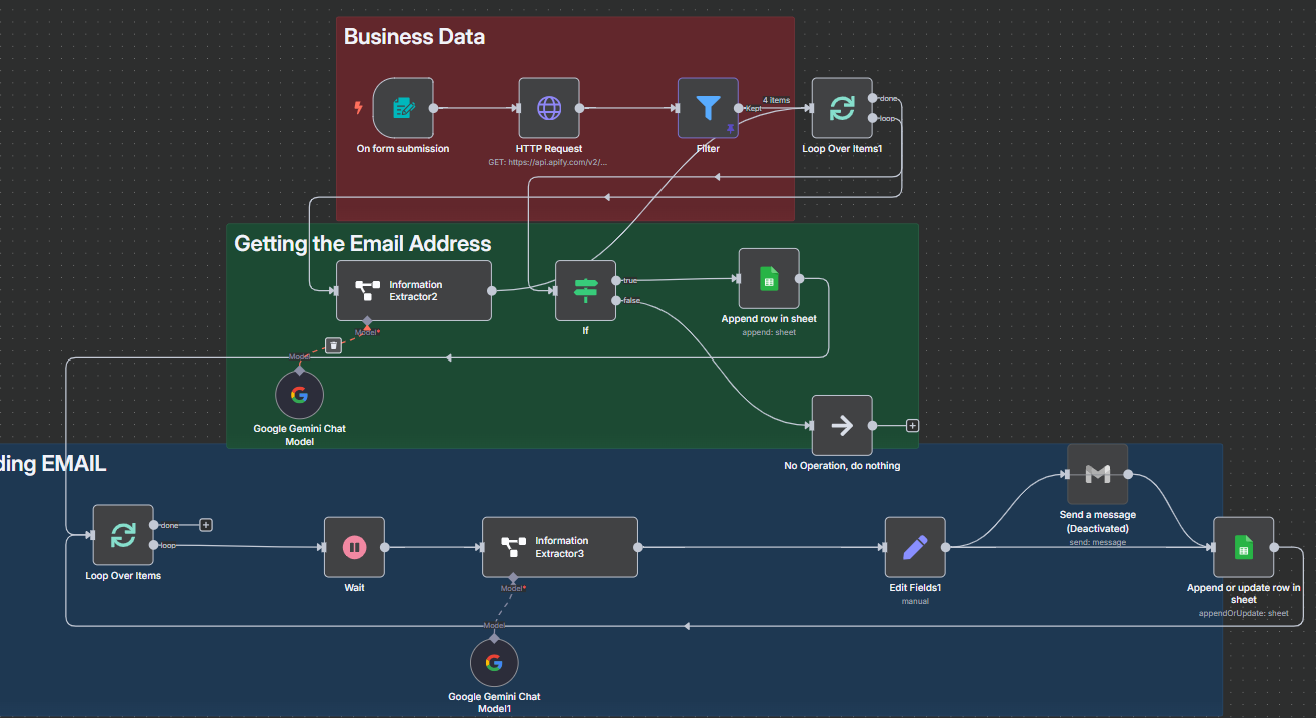 Business Data
On form submission
HTTP Request
GET: https://api.apify.com/v2/...
Filter
Kept
4 items
done
loop
Loop Over Items1
Getting the Email Address
Information
Extractor2
Model*
Model
Google Gemini Chat
Model
true
false
If
Append row in sheet
append: sheet
No Operation, do nothing
ding EMAIL
done
loop
Loop Over Items
Wait
Information
Extractor3
Model*
Model
Google Gemini Chat
Model1
Edit Fields1
manual
Send a message
(Deactivated)
send: message
Append or update row in
sheet
appendOrUpdate: sheet